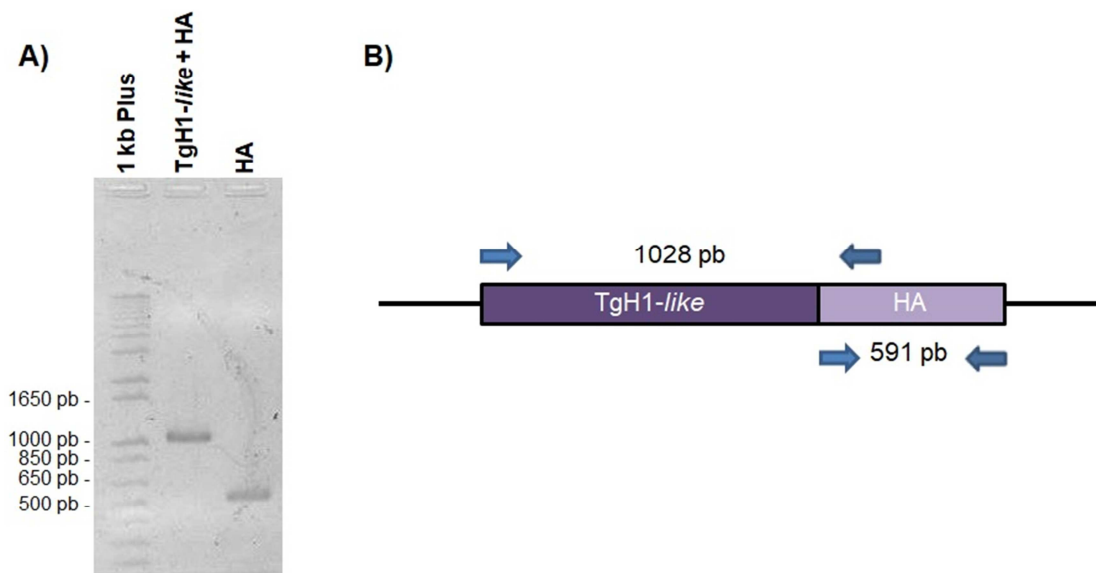 A)
1 kb Plus
TgH1-like + HA
HA
1650 pb -
1000 pb -
850 pb -
650 pb -
500 pb -
B)
1028 pb
TgH1-like
HA
591 pb